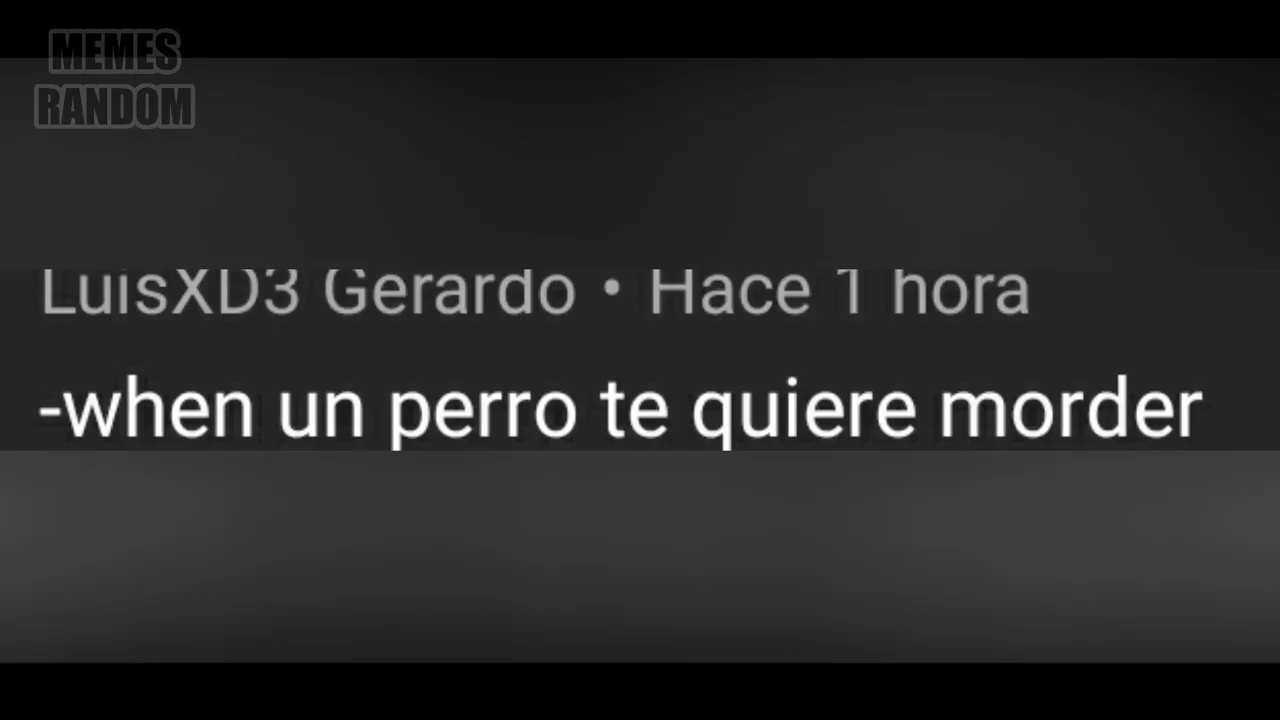 MEMES
RANDOM
LuisXD3 Gerardo • Hace 1 hora
-when un perro te quiere morder